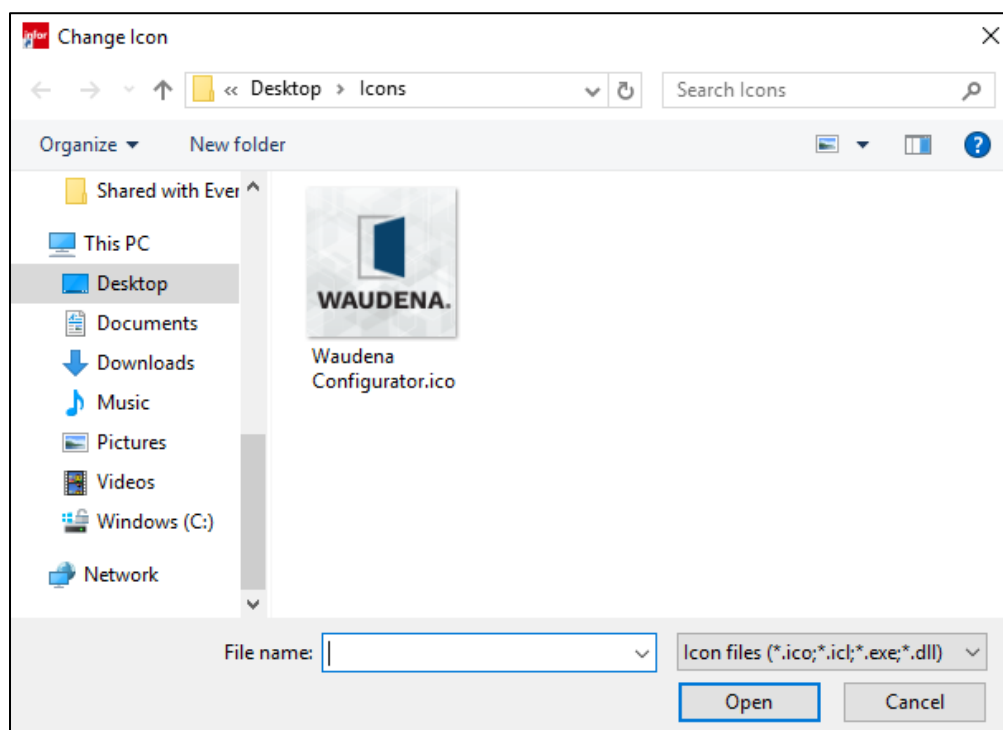 infor
Change Icon
« Desktop > Icons
Search Icons
Organize
New folder
?
Shared with Ever
This PC
Desktop
Documents
Downloads
Music
Pictures
Videos
Windows (C:)
Network
WAUDENA.
Waudena
Configurator.ico
File name:
Icon files (*.ico;*.icl;*.exe;*.dll)
Open
Cancel